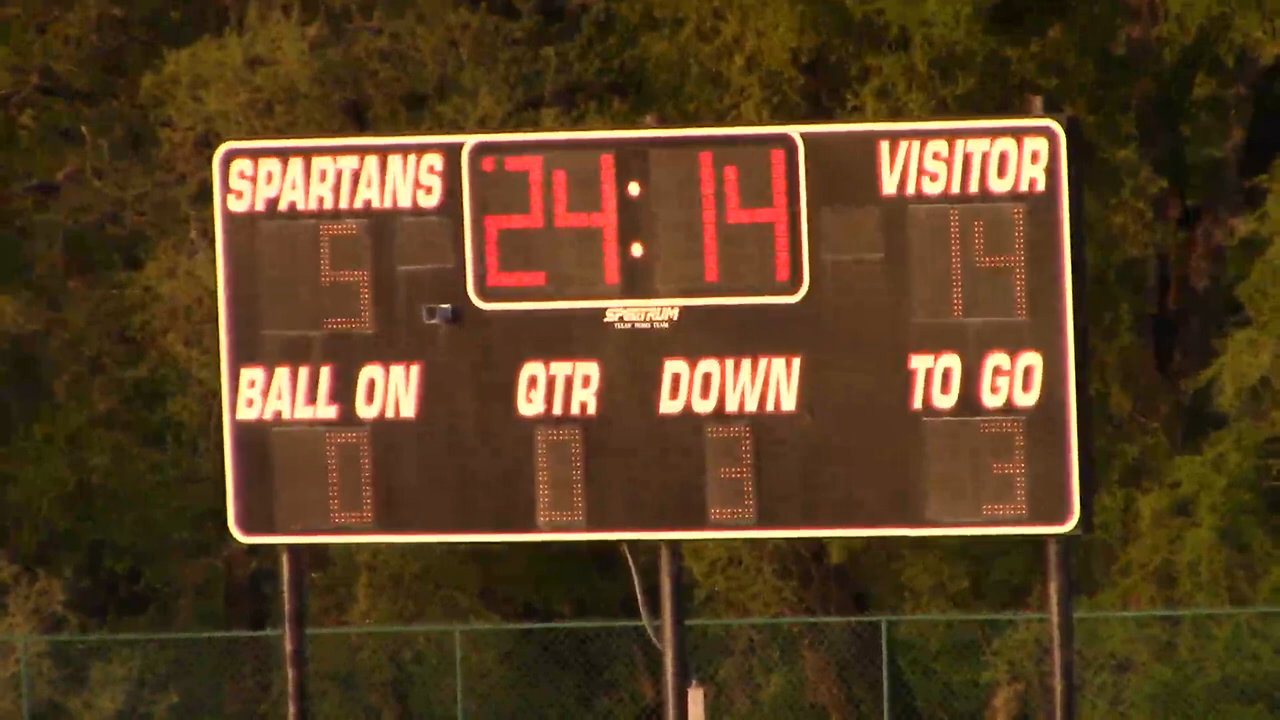 SPARTANS 24:14 VISITOR
5 14
SPECTRUM
BALL ON QTR DOWN TO GO
0 0 3 3